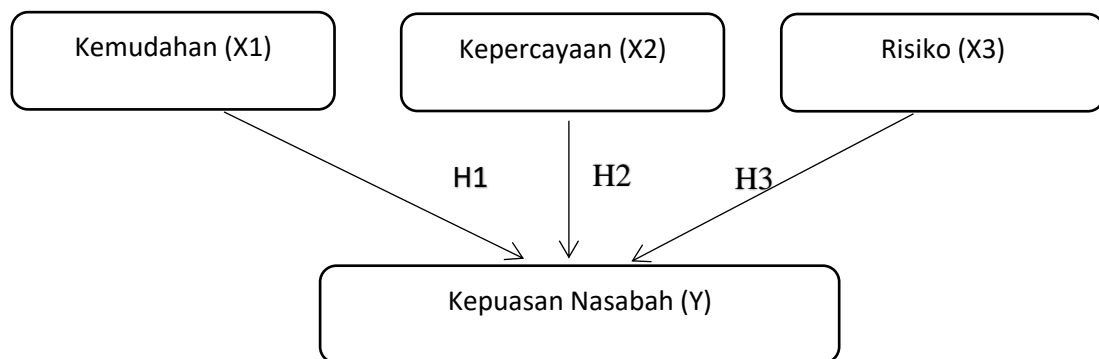 Kemudahan (X1)
Kepercayaan (X2)
Risiko (X3)
H1
H2
H3
Kepuasan Nasabah (Y)